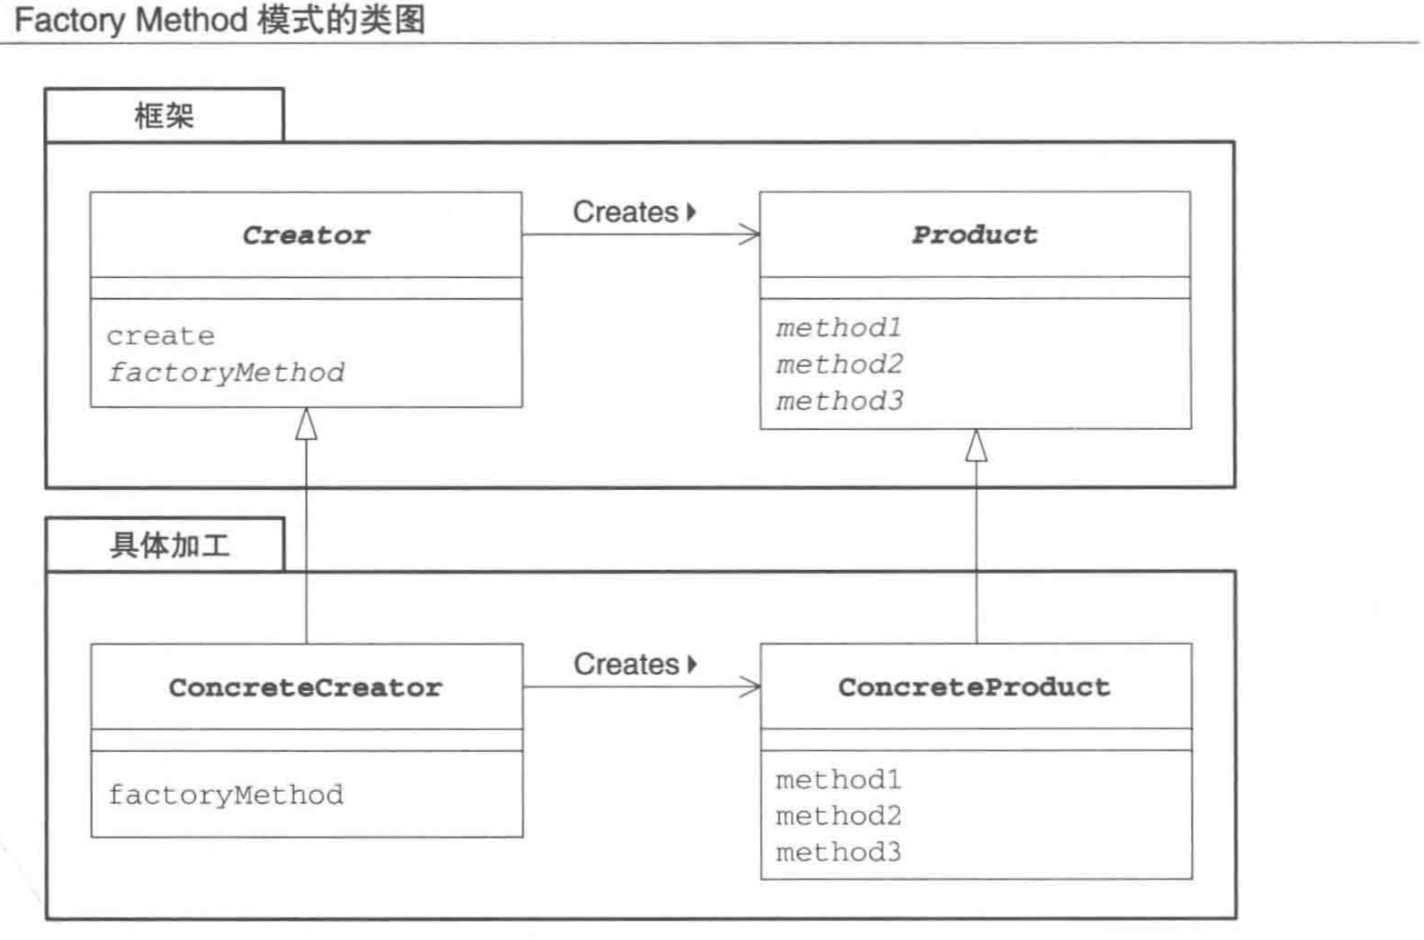 Factory Method 模式的类图
框架
Creator
Creates
Product
create
factoryMethod
method1
method2
method3
具体加工
ConcreteCreator
Creates
ConcreteProduct
factoryMethod
method1
method2
method3